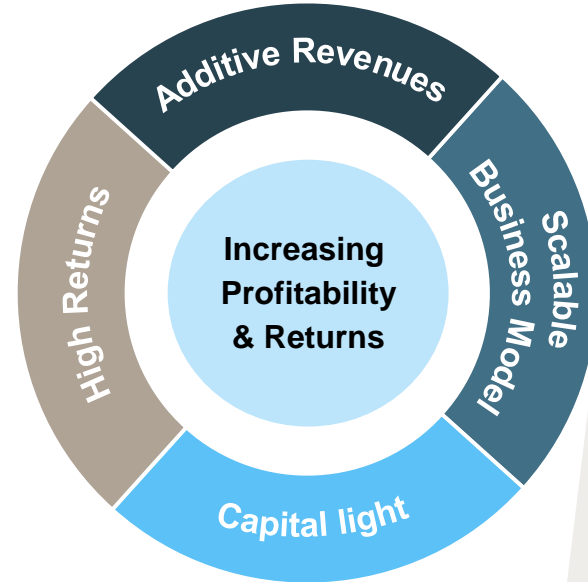 Additive Revenues
Scalable
Business Model
Capital light
High Returns
Increasing
Profitability
& Returns